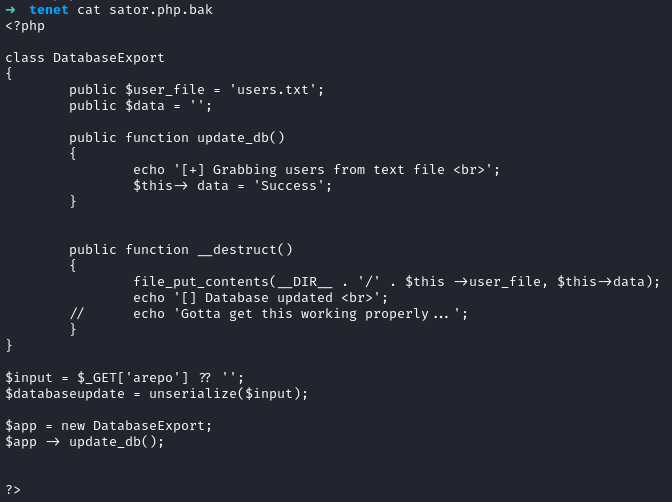 → tenet cat sator.php.bak
<?php
class DatabaseExport
{
public $user_file = 'users.txt';
public $data = '';
public function update_db()
{
echo '[+] Grabbing users from text file <br>';
$this-> data = 'Success';
}
public function __destruct()
{
file_put_contents(__DIR__ . '/' . $this ->user_file, $this->data);
echo '[] Database updated <br>';
// echo 'Gotta get this working properly...';
}
}
$input = $_GET['arepo'] ?? '';
$databaseupdate = unserialize($input);
$app = new DatabaseExport;
$app -> update_db();
?>